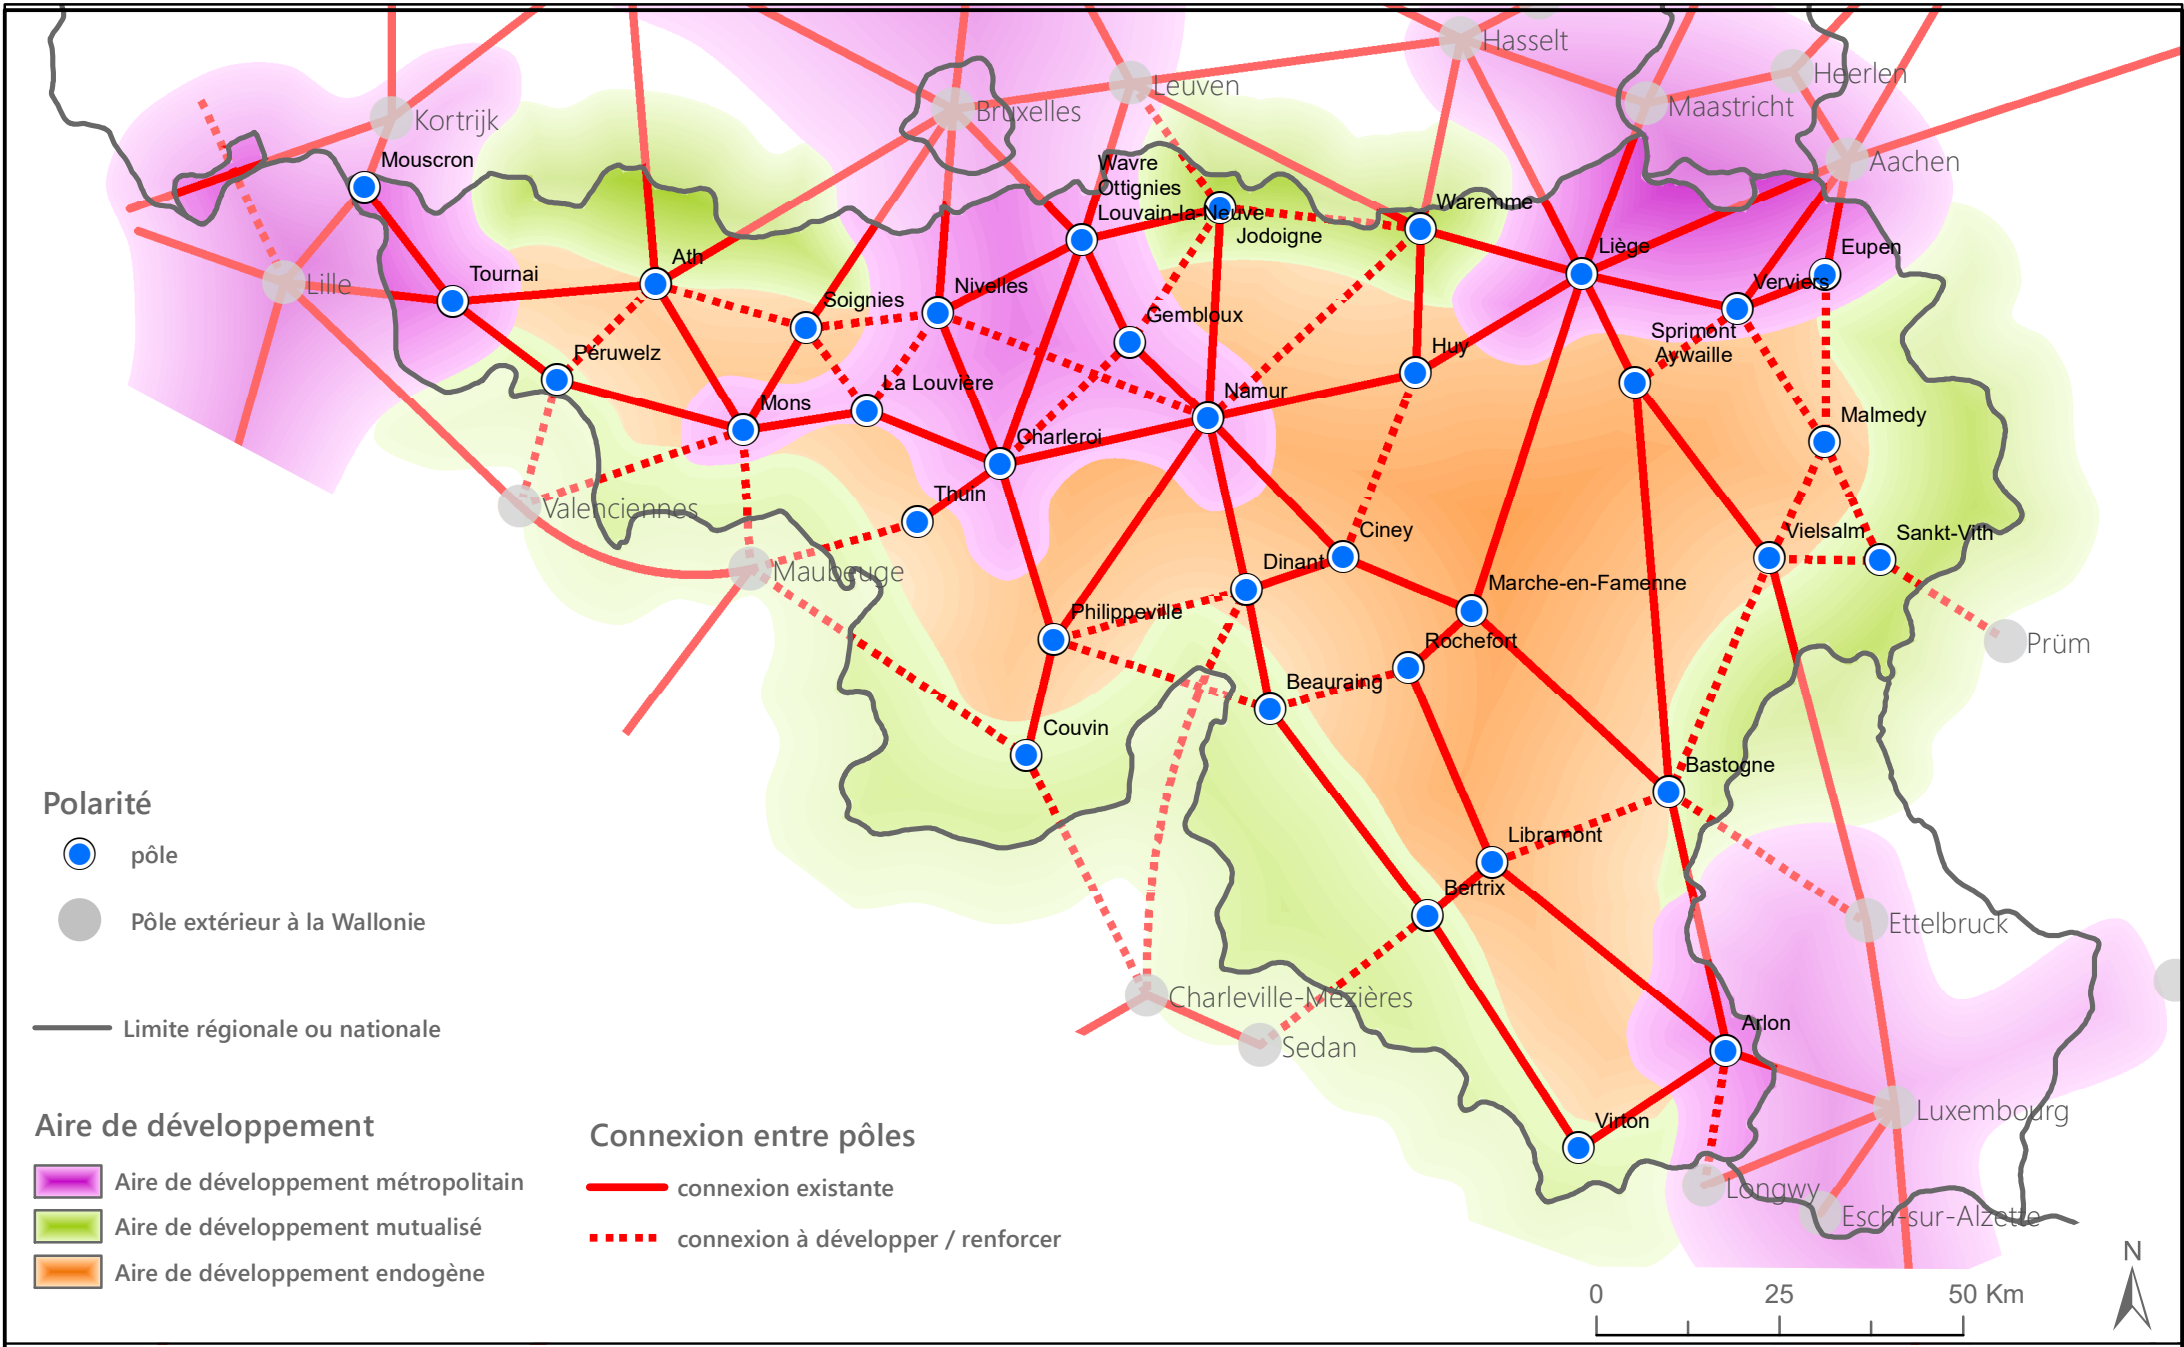 Hasselt
Heerlen
Leuven
Maastricht
Bruxelles
Kortrijk
Aachen
Mouscron
Wavre
Ottignies
Louvain-la-Neuve
Jodoigne
Waremme
Liège
Eupen
Ath
Tournai
Lille
Soignies
Nivelles
Verviers
Gembloux
Sprimont
Aywaille
Huy
Péruwelz
La Louvière
Mons
Namur
Malmedy
Charleroi
Thuin
Valenciennes
Ciney
Vielsalm
Sankt-Vith
Maubeuge
Dinant
Marche-en-Famenne
Philippeville
Rochefort
Prüm
Beauraing
Couvin
Bastogne
Libramont
Bertrix
Ettelbruck
Charleville-Mézières
Sedan
Arlon
Virton
Luxembourg
Longwy
Esch-sur-Alzette
Polarité
pôle
Pôle extérieur à la Wallonie
Limite régionale ou nationale
Aire de développement
Aire de développement métropolitain
Aire de développement mutualisé
Aire de développement endogène
Connexion entre pôles
connexion existante
connexion à développer / renforcer
N
0 25 50 Km